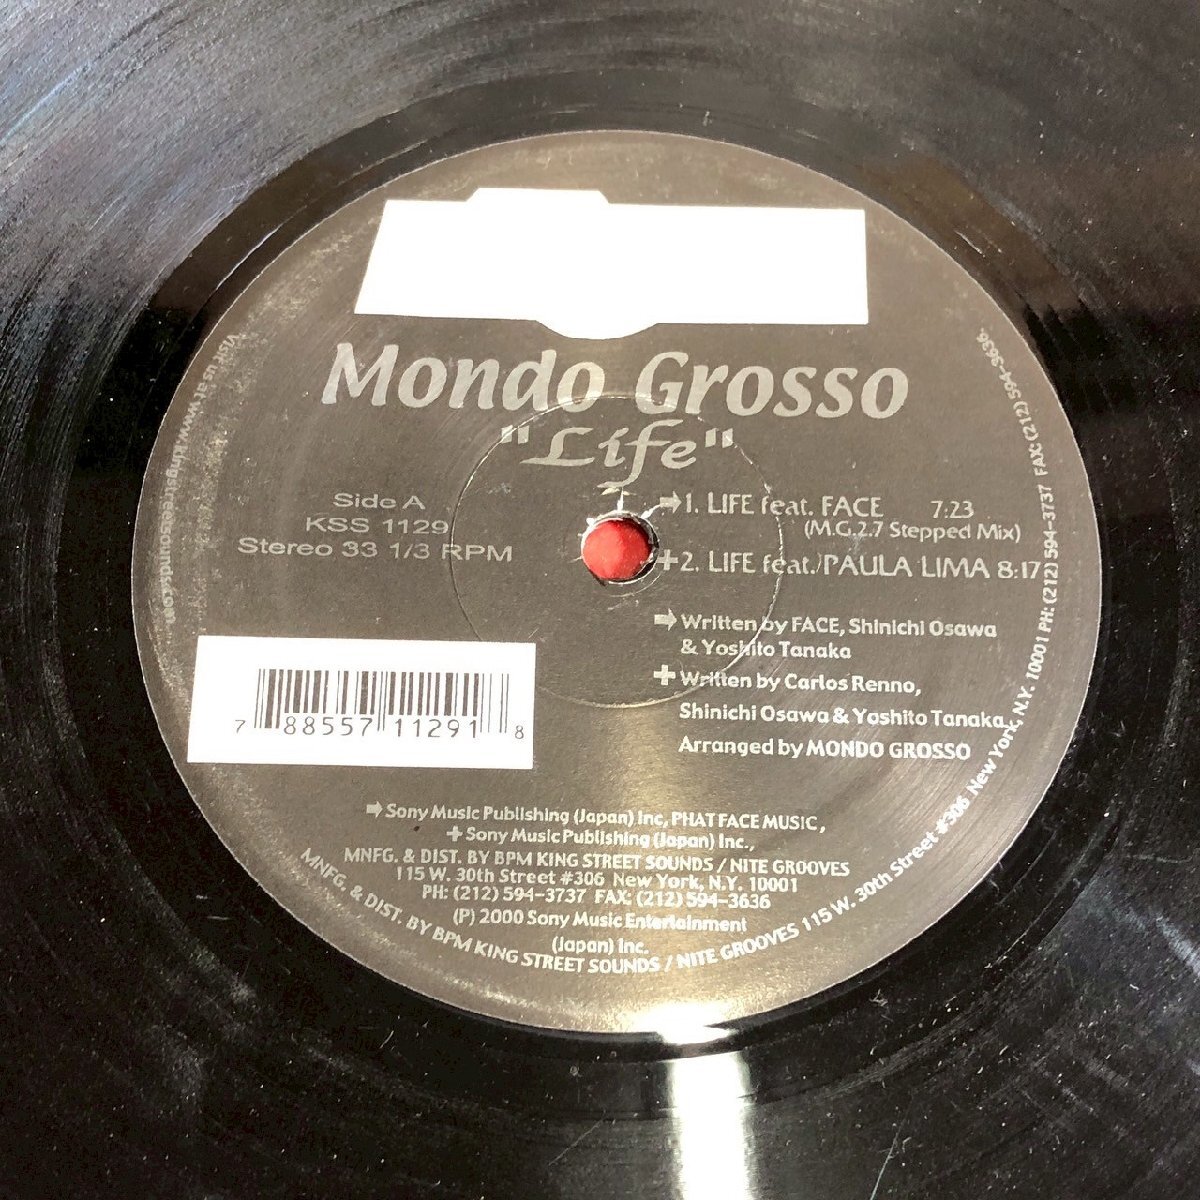 Mondo Grosso
"Life"
Side A
KSS 1129
Stereo 33 1/3 RPM
1. LIFE feat. FACE 7:23
(M.G.2.7 Stepped Mix)
+2. LIFE feat. PAULA LIMA 8:17
Written by FACE, Shinichi Osawa
& Yoshito Tanaka
+ Written by Carlos Renno,
Shinichi Osawa & Yoshito Tanaka
Arranged by MONDO GROSSO
7 88557 11291 8
Sony Music Publishing (Japan) Inc, PHAT FACE MUSIC,
+ Sony Music Publishing (Japan) Inc.,
MNFG. & DIST. BY BPM KING STREET SOUNDS / NITE GROOVES
115 W. 30th Street #306 New York, N.Y. 10001
PH: (212) 594-3737 FAX: (212) 594-3636
(P) 2000 Sony Music Entertainment
(Japan) Inc.
Visit us at www.kingstreetsounds.com
MNFG. & DIST. BY BPM KING STREET SOUNDS / NITE GROOVES 115 W. 30th Street #306 New York, N.Y. 10001 PH: (212) 594-3737 FAX: (212) 594-3636.